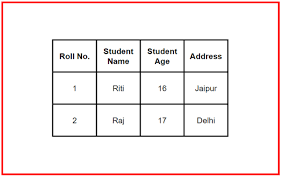 Roll No. Student Name Student Age Address
1 Riti 16 Jaipur
2 Raj 17 Delhi